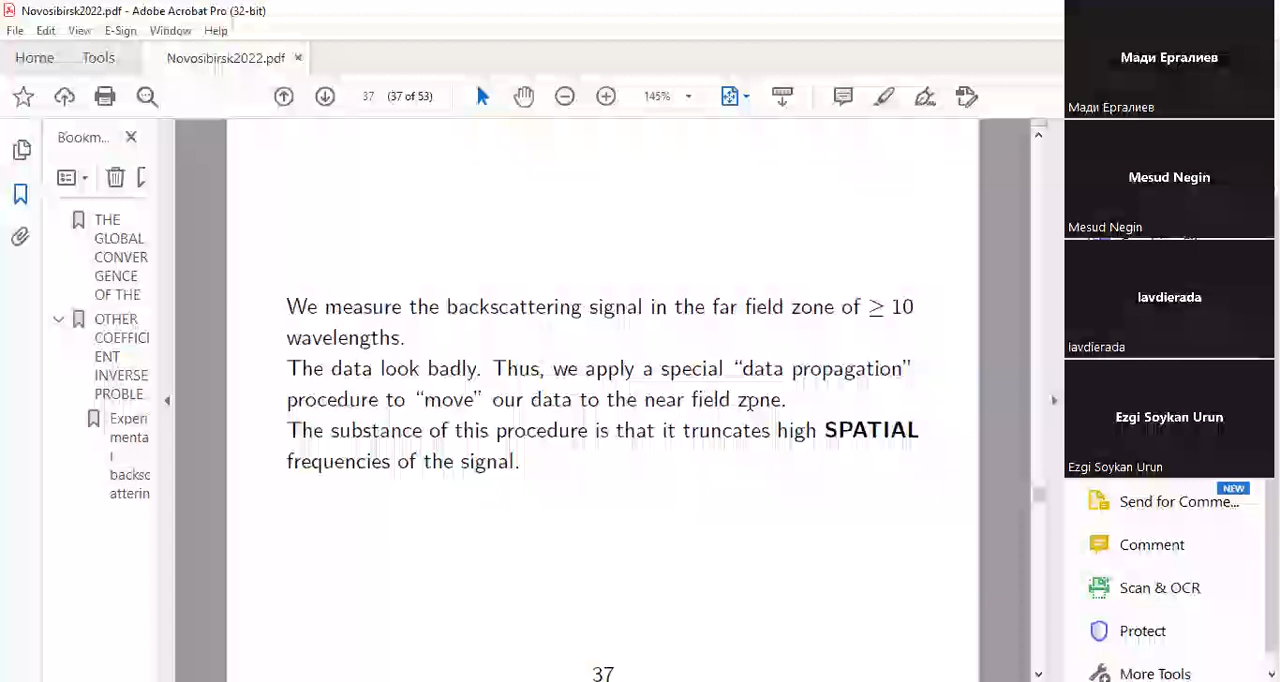 Novosibirsk2022.pdf - Adobe Acrobat Pro (32-bit)
File Edit View E-Sign Window Help
Home Tools Novosibirsk2022.pdf ×
37 (37 of 53) 145%
Bookm...
THE
GLOBAL
CONVER
GENCE
OF THE
OTHER
COEFFICI
ENT
INVERSE
PROBLE
Experi
menta
l
backsc
atterin
We measure the backscattering signal in the far field zone of ≥ 10
wavelengths.
The data look badly. Thus, we apply a special “data propagation”
procedure to “move” our data to the near field zone.
The substance of this procedure is that it truncates high SPATIAL
frequencies of the signal.
37
Мади Ергалиев
Мади Ергалиев
Mesud Negin
Mesud Negin
lavdierada
lavdierada
Ezgi Soykan Urun
Ezgi Soykan Urun
NEW
Send for Comme...
Comment
Scan & OCR
Protect
More Tools